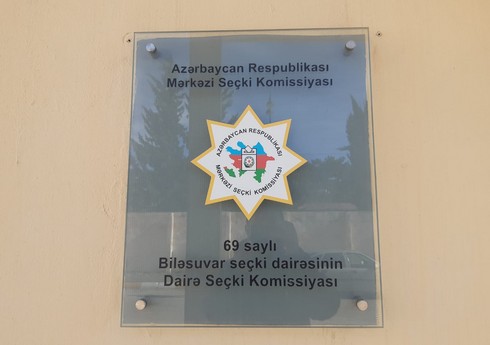 Azərbaycan Respublikası
Mərkəzi Seçki Komissiyası
AZƏRBAYCAN RESPUBLİKASI
MƏRKƏZİ SEÇKİ KOMİSSİYASI
69 saylı
Biləsuvar seçki dairəsinin
Dairə Seçki Komissiyası